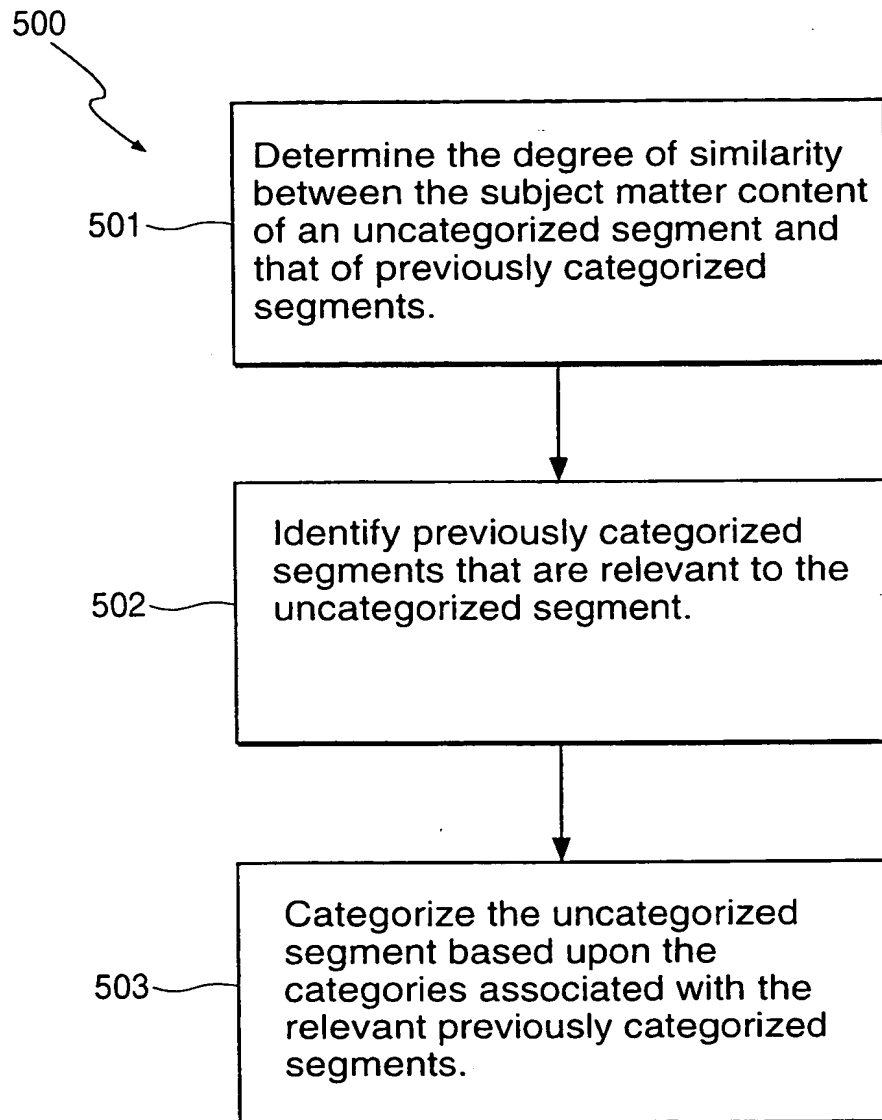 500
501
Determine the degree of similarity
between the subject matter content
of an uncategorized segment and
that of previously categorized
segments.
502
Identify previously categorized
segments that are relevant to the
uncategorized segment.
503
Categorize the uncategorized
segment based upon the
categories associated with the
relevant previously categorized
segments.